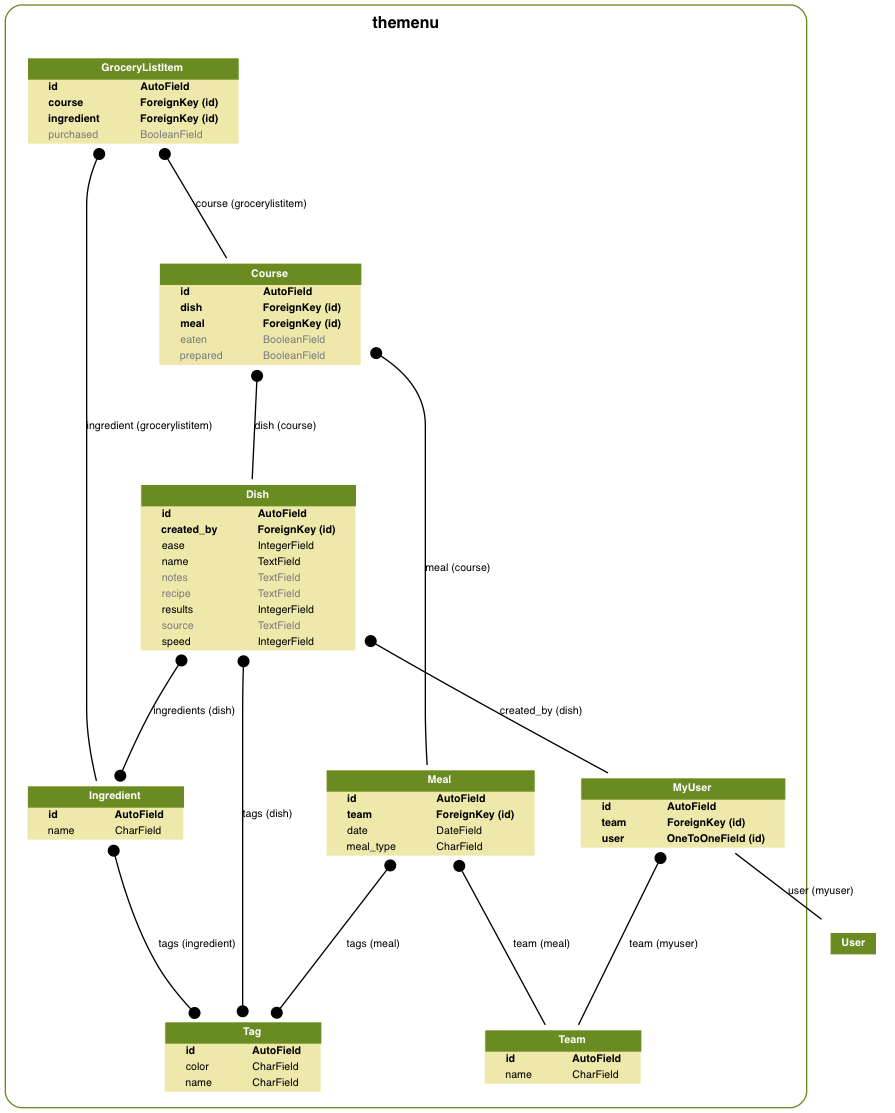 themenu
GroceryListItem
id AutoField
course ForeignKey (id)
ingredient ForeignKey (id)
purchased BooleanField
course (grocerylistitem)
Course
id AutoField
dish ForeignKey (id)
meal ForeignKey (id)
eaten BooleanField
prepared BooleanField
ingredient (grocerylistitem)
dish (course)
Dish
id AutoField
created_by ForeignKey (id)
ease IntegerField
name TextField
notes TextField
recipe TextField
results IntegerField
source TextField
speed IntegerField
meal (course)
ingredients (dish)
created_by (dish)
Ingredient
id AutoField
name CharField
tags (dish)
Meal
id AutoField
team ForeignKey (id)
date DateField
meal_type CharField
MyUser
id AutoField
team ForeignKey (id)
user OneToOneField (id)
user (myuser)
User
tags (ingredient)
tags (meal)
team (meal)
team (myuser)
Tag
id AutoField
color CharField
name CharField
Team
id AutoField
name CharField